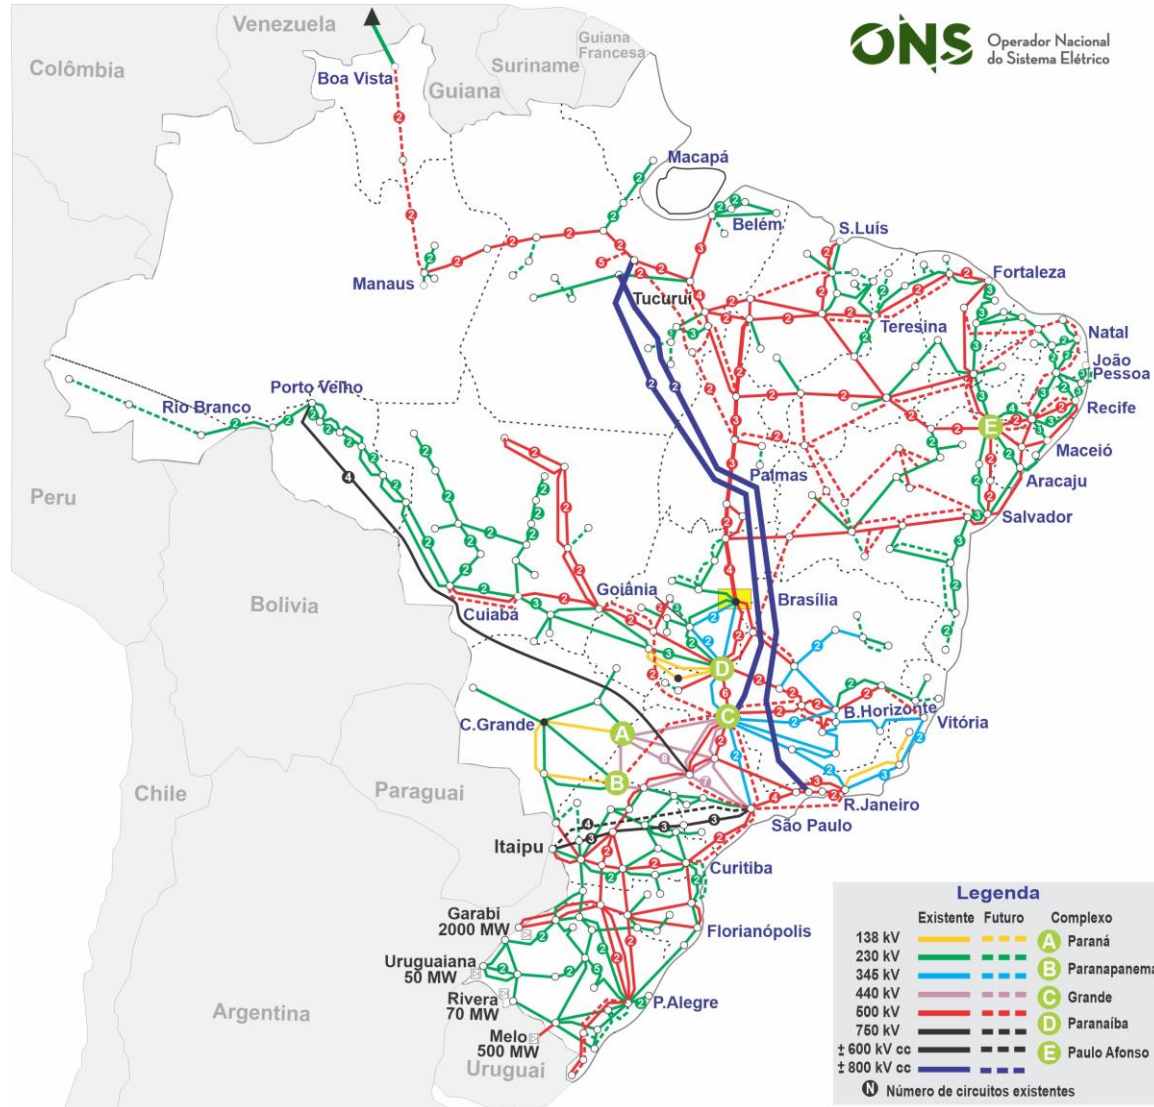 Venezuela
Colômbia
Boa Vista
Guiana
Suriname
Guiana
Francesa
ONS
Operador Nacional
do Sistema Elétrico
Macapá
Belém
S.Luís
Manaus
Tucuruí
Fortaleza
Teresina
Natal
João
Pessoa
Recife
Maceió
Aracaju
Salvador
Porto Velho
Rio Branco
Peru
Palmas
Bolivia
Cuiabá
Goiânia
Brasília
C.Grande
B.Horizonte
Vitória
A
B
C
D
E
Chile
Paraguai
R.Janeiro
São Paulo
Itaipu
Curitiba
Garabi
2000 MW
Florianópolis
Uruguaiana
50 MW
Rivera
70 MW
P.Alegre
Melo
500 MW
Argentina
Uruguai
Legenda
Existente Futuro Complexo
138 kV A Paraná
230 kV
345 kV B Paranapanema
440 kV C Grande
500 kV
750 kV D Paranaíba
± 600 kV cc E Paulo Afonso
± 800 kV cc
N Número de circuitos existentes